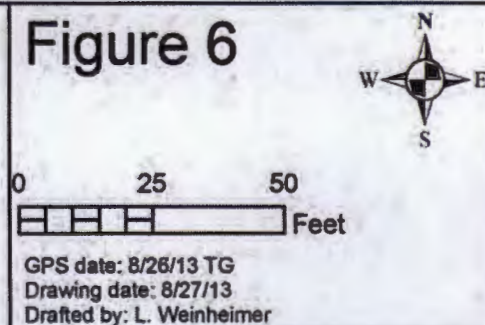 Figure 6
N
W E
S
0 25 50
Feet
GPS date: 8/26/13 TG
Drawing date: 8/27/13
Drafted by: L. Weinheimer